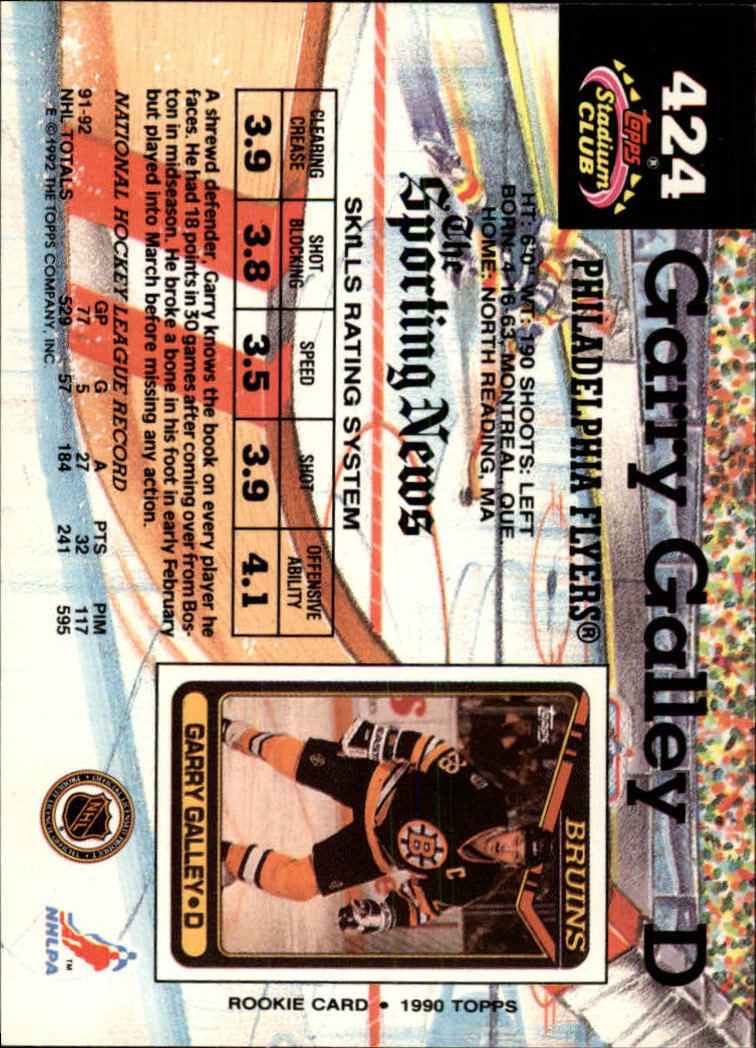 424
Topps®
Stadium
CLUB
Garry Galley D
PHILADELPHIA FLYERS®
HT: 6'0" WT: 190 SHOOTS: LEFT
BORN: 4-16-63, MONTREAL, QUE
HOME: NORTH READING, MA
The
Sporting News
SKILLS RATING SYSTEM
CLEARING CREASE SHOT BLOCKING SPEED SHOT OFFENSIVE ABILITY
3.9 3.8 3.5 3.9 4.1
A shrewd defender, Garry knows the book on every player he
faces. He had 18 points in 30 games after coming over from Bos-
ton in midseason. He broke a bone in his foot in early February
but played into March before missing any action.
NATIONAL HOCKEY LEAGUE RECORD
GP G A PTS PIM
91-92 77 5 27 32 117
NHL TOTALS 529 57 184 241 595
E © 1992 THE TOPPS COMPANY, INC.
BRUINS
Topps
B
C
GARRY GALLEY • D
ROOKIE CARD • 1990 TOPPS
NHL
NHLPA
TM